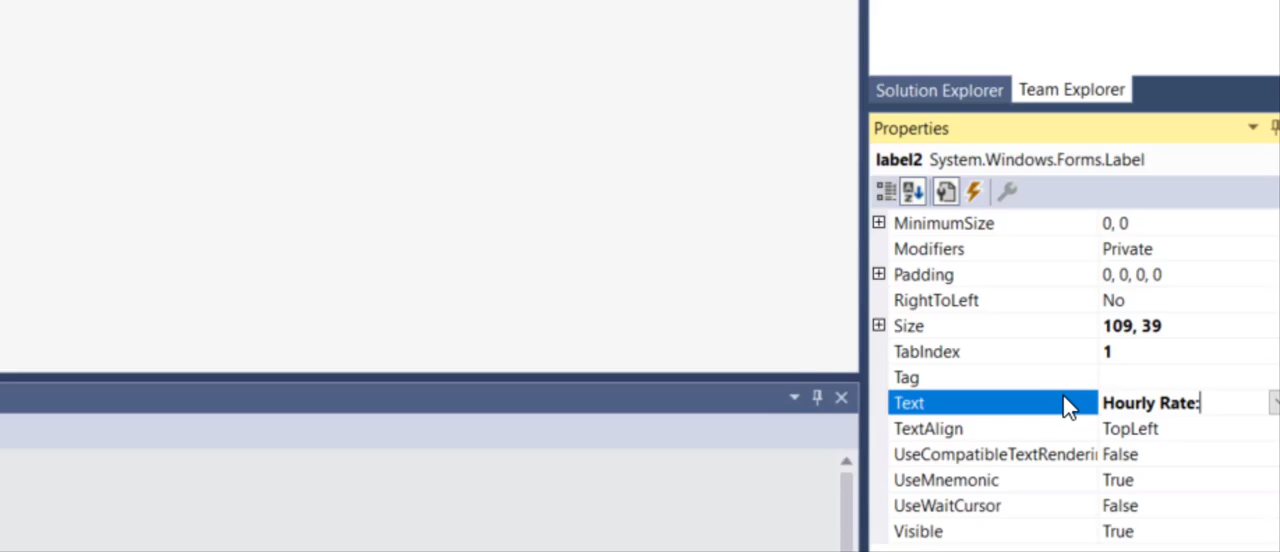 Solution Explorer Team Explorer
Properties
label2 System.Windows.Forms.Label
MinimumSize 0, 0
Modifiers Private
Padding 0, 0, 0, 0
RightToLeft No
Size 109, 39
TabIndex 1
Tag
Text Hourly Rate:
TextAlign TopLeft
UseCompatibleTextRenderi False
UseMnemonic True
UseWaitCursor False
Visible True